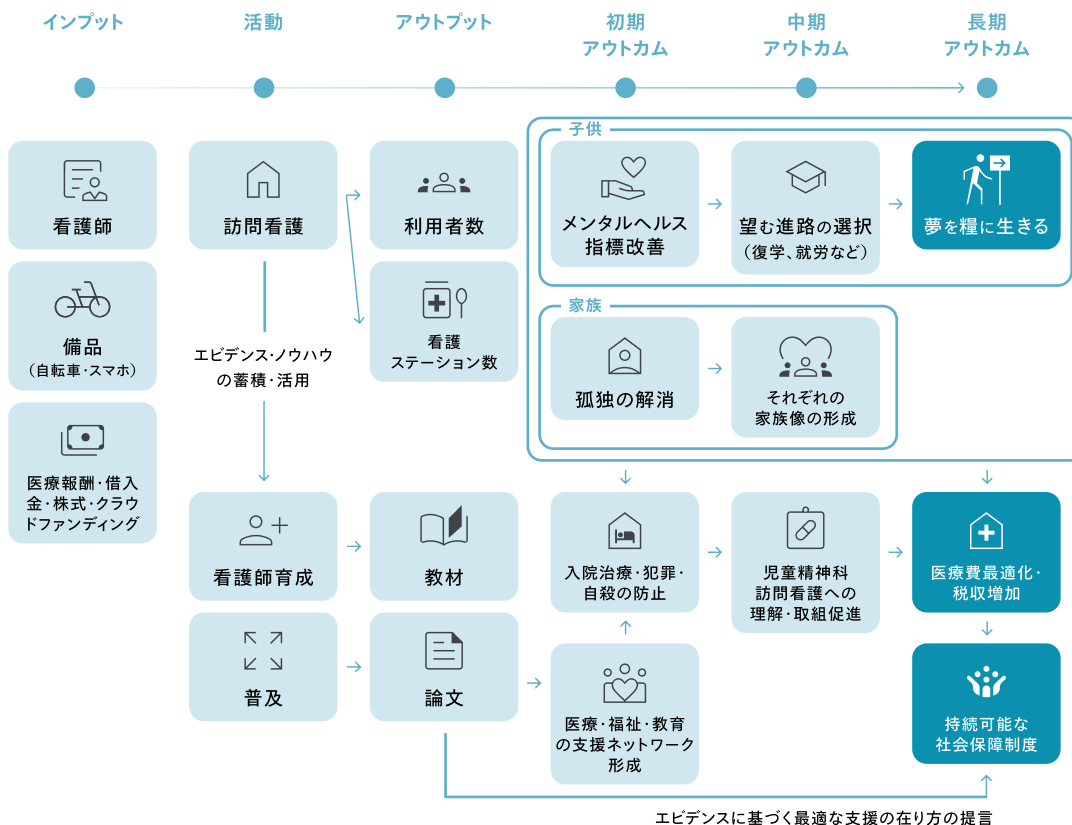 インプット
活動
アウトプット
初期
アウトカム
中期
アウトカム
長期
アウトカム
看護師
備品
（自転車・スマホ）
医療報酬・借入
金・株式・クラウ
ドファンディング
訪問看護
エビデンス・ノウハウ
の蓄積・活用
看護師育成
普及
利用者数
看護
ステーション数
教材
論文
子供
メンタルヘルス
指標改善
望む進路の選択
（復学、就労など）
夢を糧に生きる
家族
孤独の解消
それぞれの
家族像の形成
入院治療・犯罪・
自殺の防止
児童精神科
訪問看護への
理解・取組促進
医療費最適化・
税収増加
医療・福祉・教育
の支援ネットワーク
形成
持続可能な
社会保障制度
エビデンスに基づく最適な支援の在り方の提言